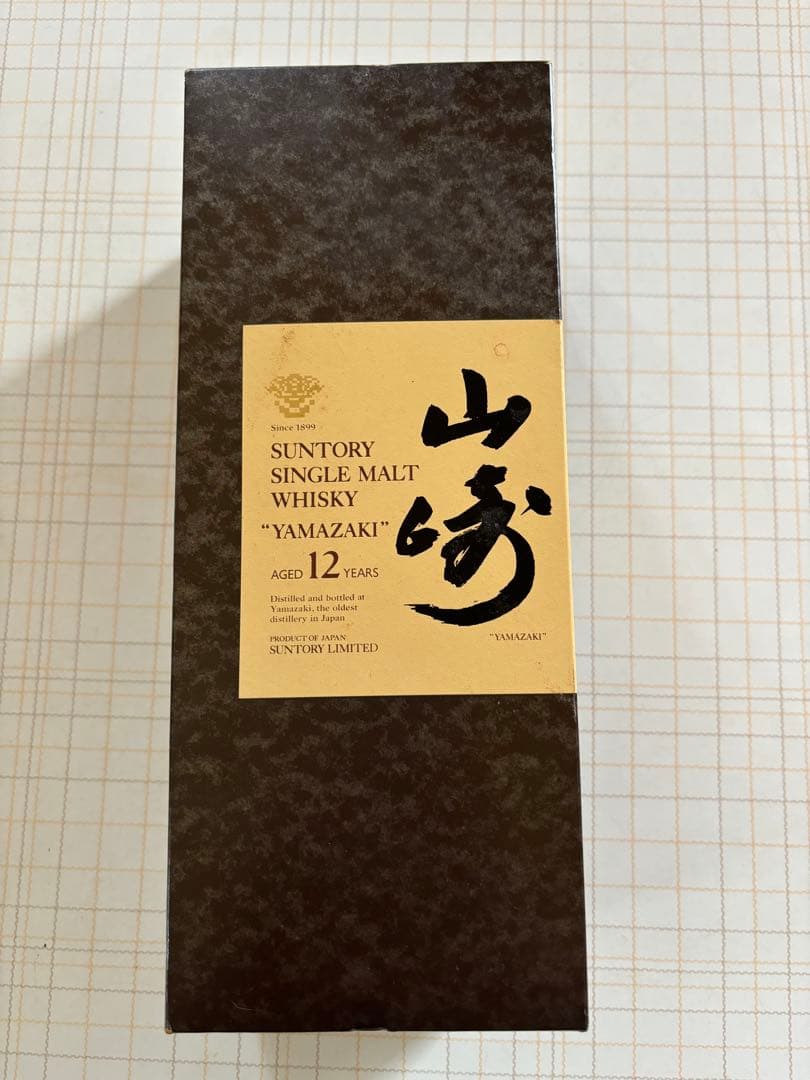 Since 1899
SUNTORY
SINGLE MALT
WHISKY
“YAMAZAKI”
AGED 12 YEARS
Distilled and bottled at
Yamazaki, the oldest
distillery in Japan
PRODUCT OF JAPAN
SUNTORY LIMITED
山崎
“YAMAZAKI”